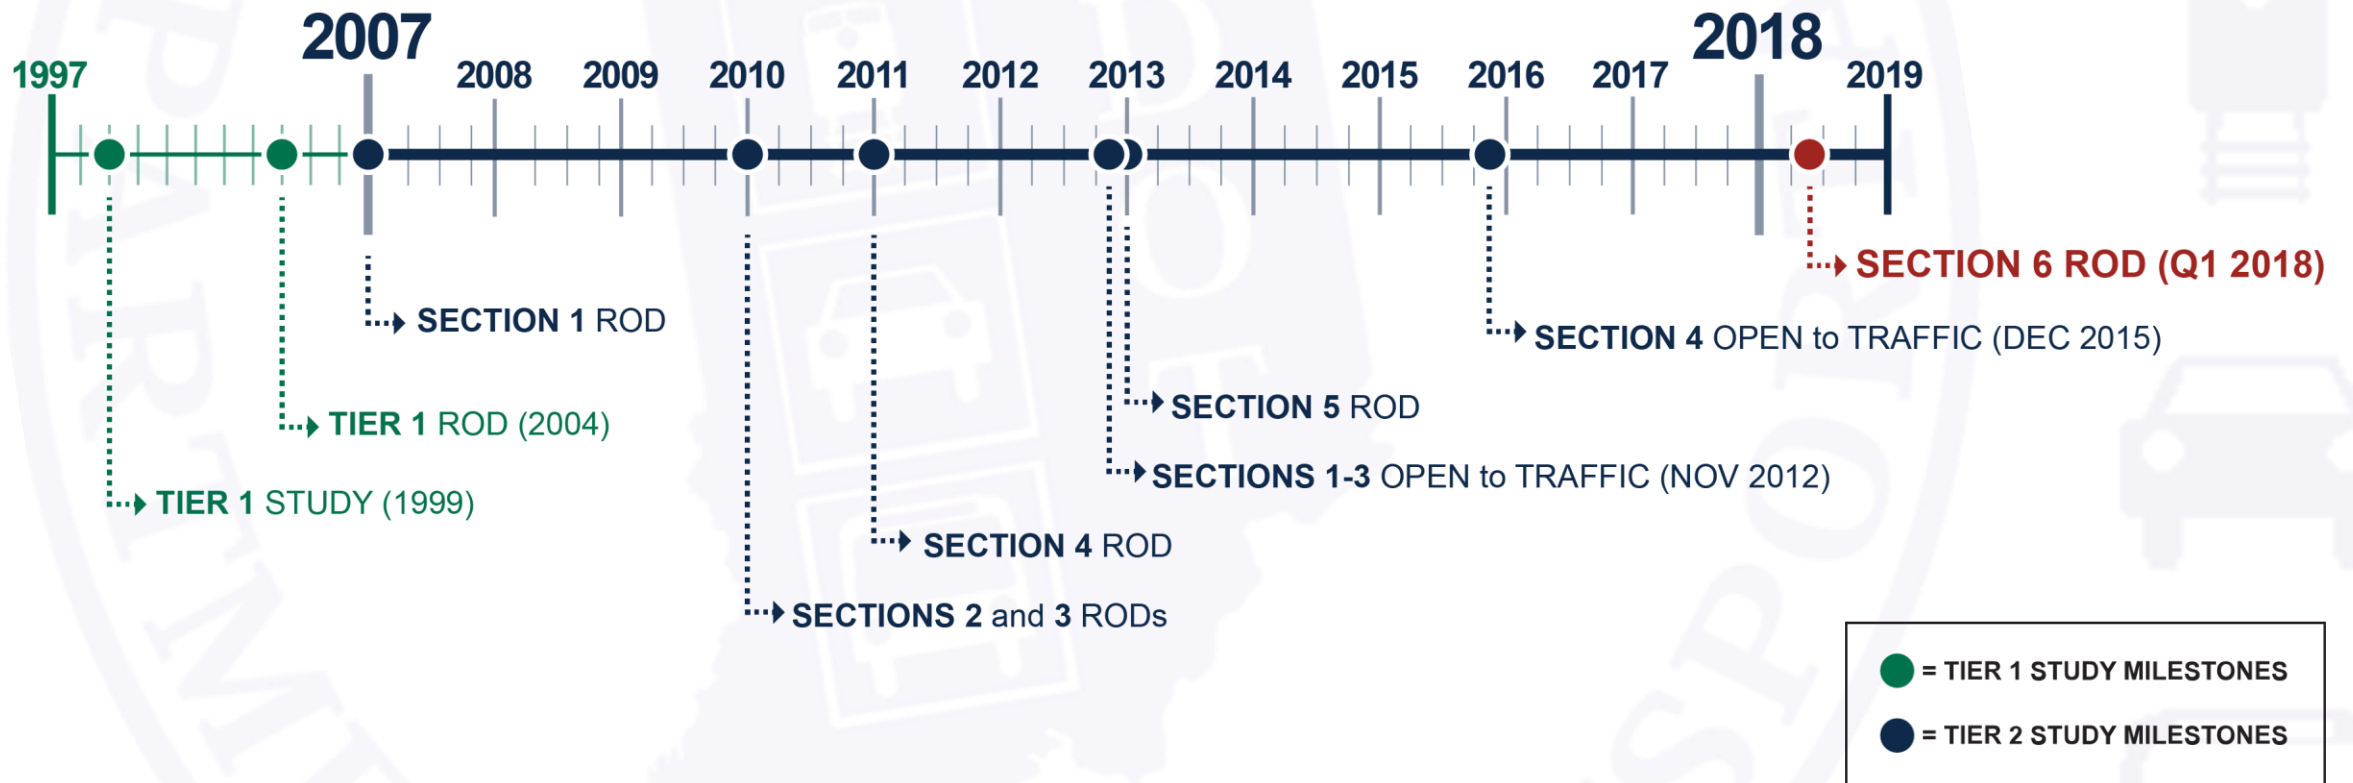 1997
2007
2008
2009
2010
2011
2012
2013
2014
2015
2016
2017
2018
2019
SECTION 6 ROD (Q1 2018)
SECTION 1 ROD
SECTION 4 OPEN to TRAFFIC (DEC 2015)
SECTION 5 ROD
TIER 1 ROD (2004)
SECTIONS 1-3 OPEN to TRAFFIC (NOV 2012)
TIER 1 STUDY (1999)
SECTION 4 ROD
SECTIONS 2 and 3 RODs
= TIER 1 STUDY MILESTONES
= TIER 2 STUDY MILESTONES